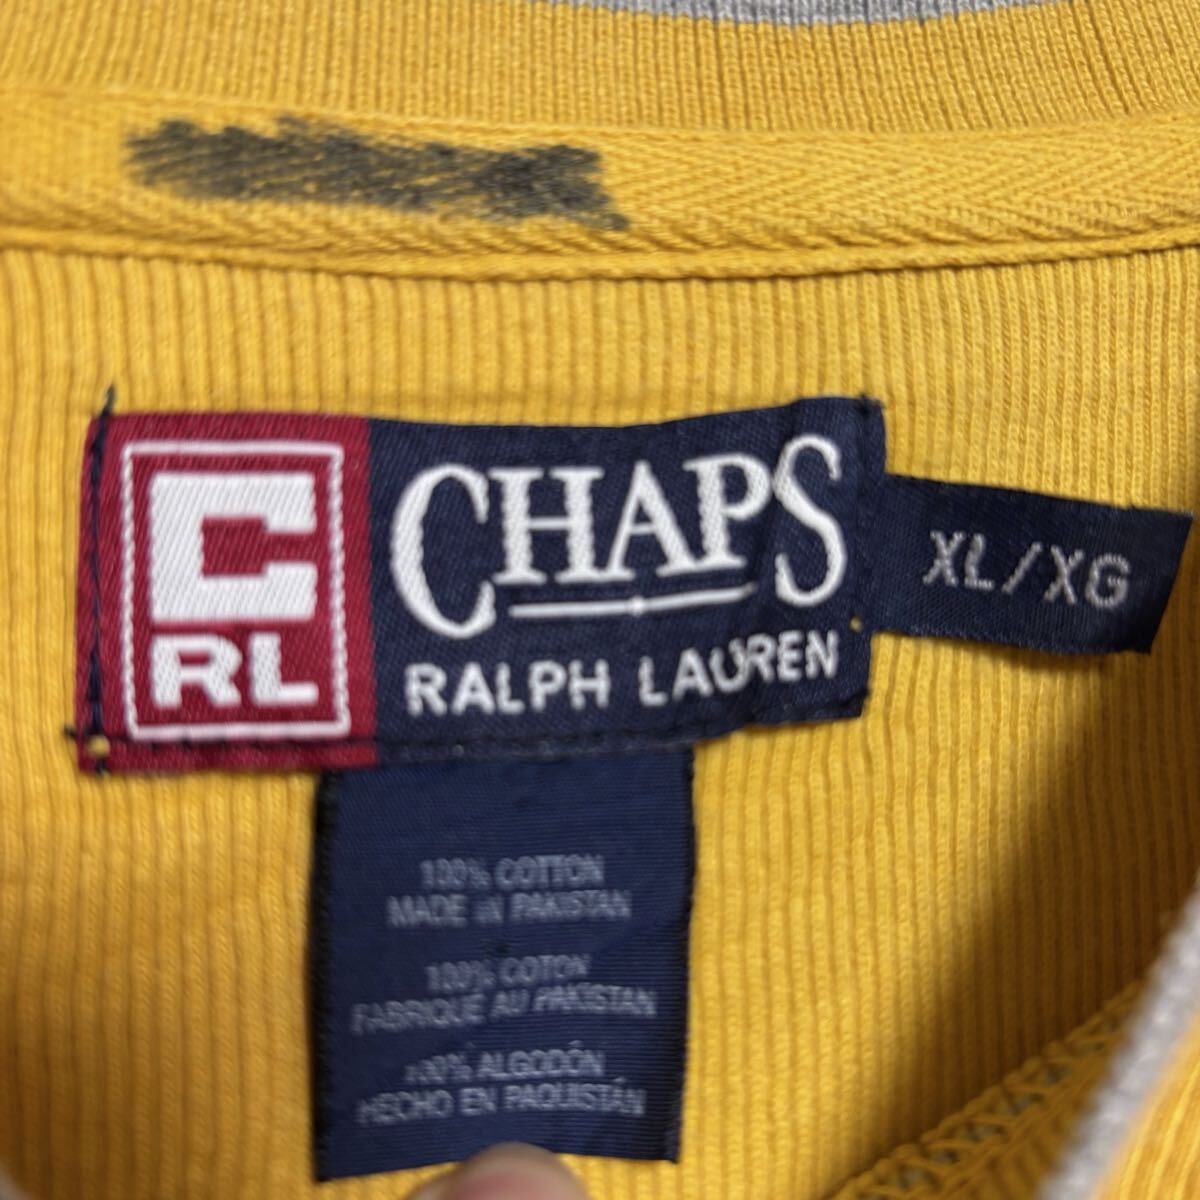 C
RL
CHAPS
RALPH LAUREN
XL/XG
100% COTTON
MADE IN PAKISTAN
100% COTON
FABRIQUÉ AU PAKISTAN
100% ALGODÓN
HECHO EN PAQUISTÁN